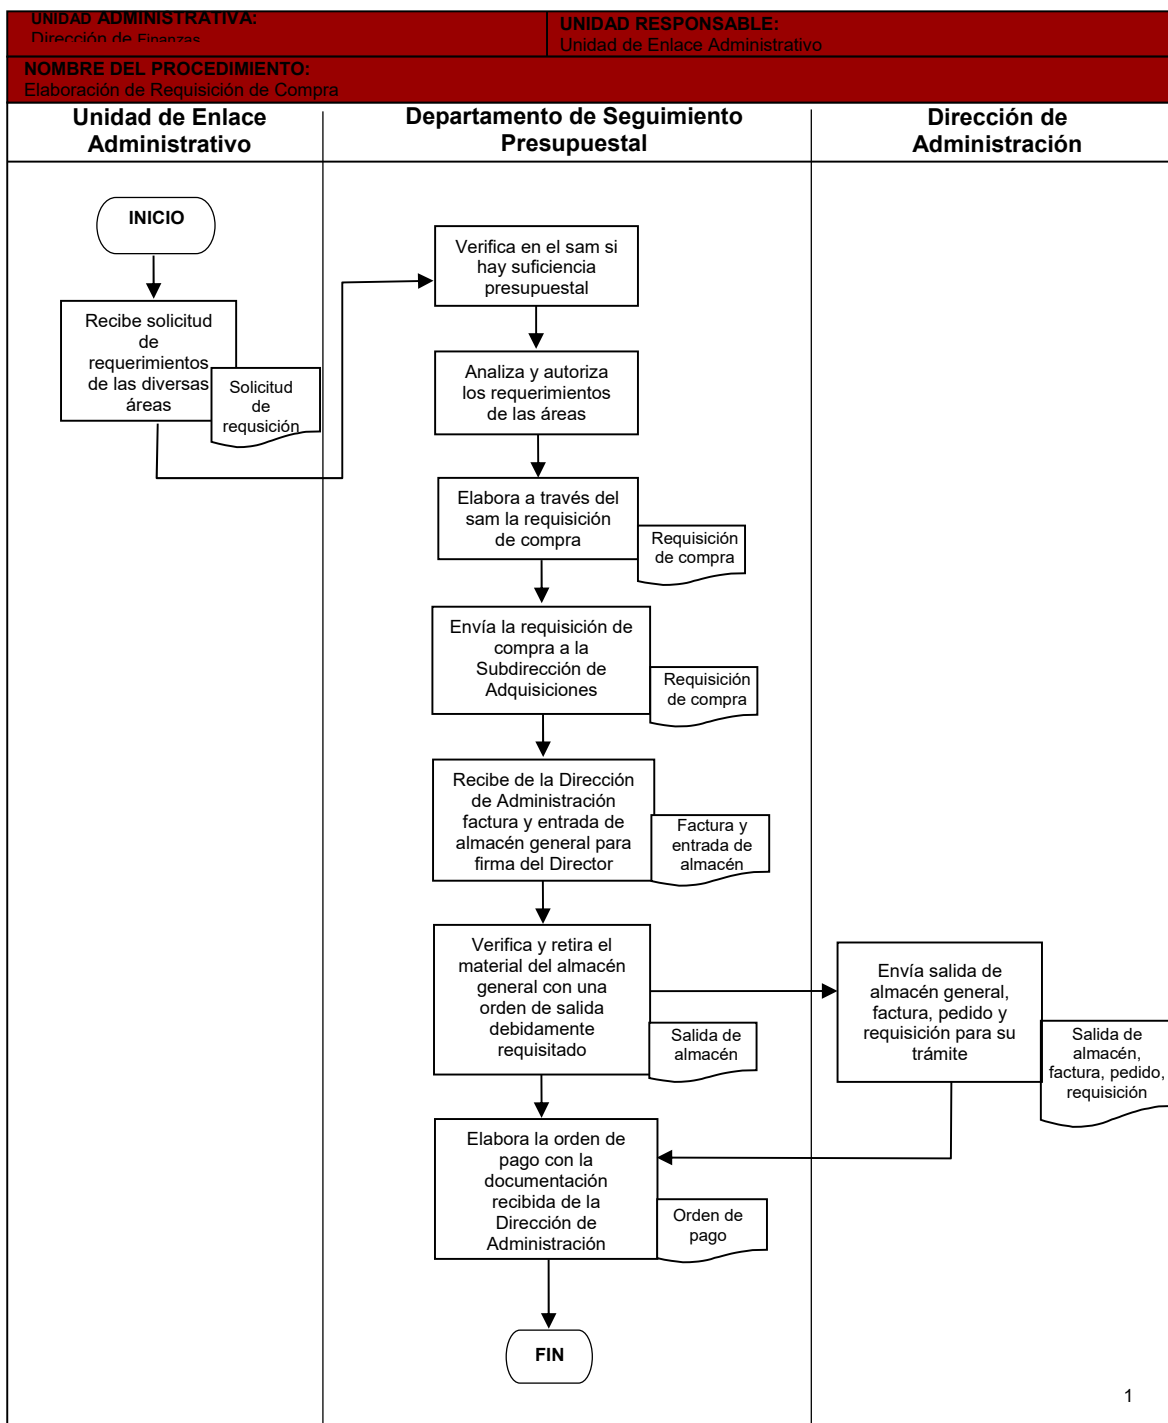 UNIDAD ADMINISTRATIVA:
Dirección de Finanzas
UNIDAD RESPONSABLE:
Unidad de Enlace Administrativo
NOMBRE DEL PROCEDIMIENTO:
Elaboración de Requisición de Compra
Unidad de Enlace
Administrativo
Departamento de Seguimiento
Presupuestal
Dirección de
Administración
INICIO
Recibe solicitud
de
requerimientos
de las diversas
áreas
Solicitud
de
requsición
Verifica en el sam si
hay suficiencia
presupuestal
Analiza y autoriza
los requerimientos
de las áreas
Elabora a través del
sam la requisición
de compra
Requisición
de compra
Envía la requisición de
compra a la
Subdirección de
Adquisiciones
Requisición
de compra
Recibe de la Dirección
de Administración
factura y entrada de
almacén general para
firma del Director
Factura y
entrada de
almacén
Verifica y retira el
material del almacén
general con una
orden de salida
debidamente
requisitado
Salida de
almacén
Envía salida de
almacén general,
factura, pedido y
requisición para su
trámite
Salida de
almacén,
factura, pedido,
requisición
Elabora la orden de
pago con la
documentación
recibida de la
Dirección de
Administración
Orden de
pago
FIN
1